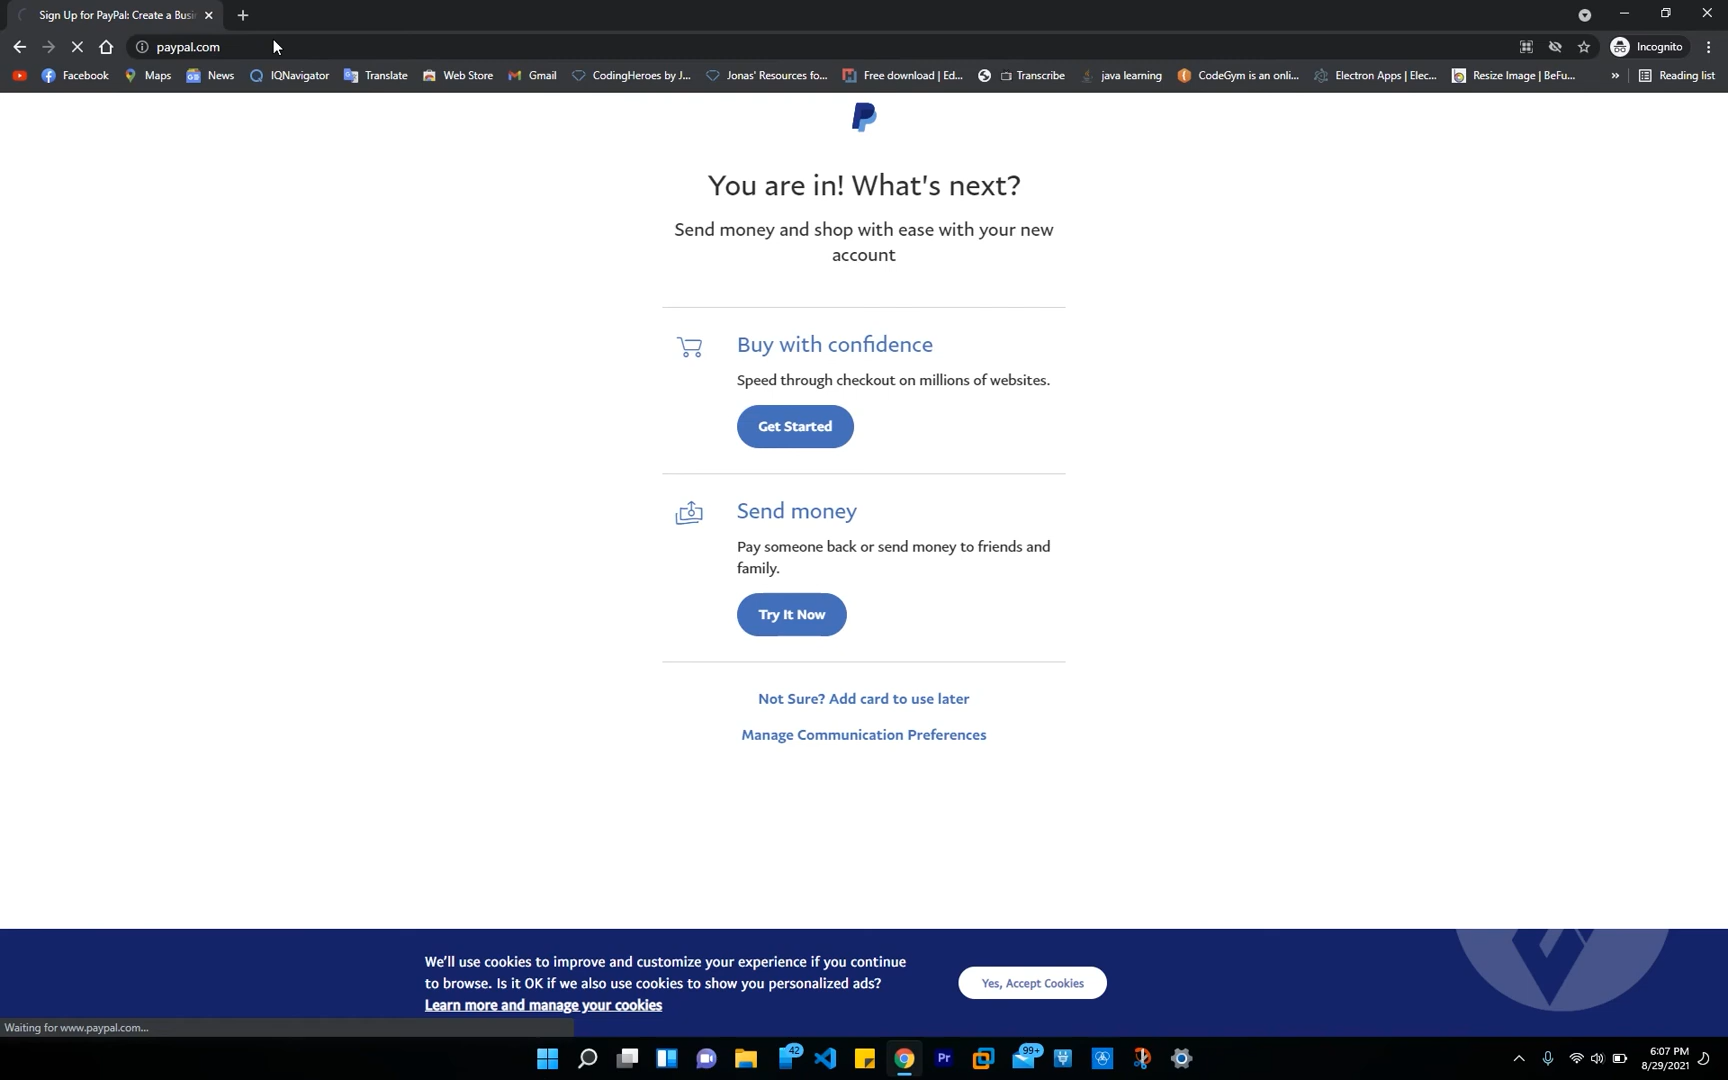 Sign Up for PayPal: Create a Busi
paypal.com
Incognito
Facebook
Maps
News
IQNavigator
Translate
Web Store
Gmail
CodingHeroes by J...
Jonas' Resources fo...
Free download | Ed...
Transcribe
java learning
CodeGym is an onli...
Electron Apps | Elec...
Resize Image | BeFu...
»
Reading list
You are in! What's next?
Send money and shop with ease with your new
account
Buy with confidence
Speed through checkout on millions of websites.
Get Started
Send money
Pay someone back or send money to friends and
family.
Try It Now
Not Sure? Add card to use later
Manage Communication Preferences
We'll use cookies to improve and customize your experience if you continue
to browse. Is it OK if we also use cookies to show you personalized ads?
Learn more and manage your cookies
Yes, Accept Cookies
Waiting for www.paypal.com...
42
Pr
99+
6:07 PM
8/29/2021